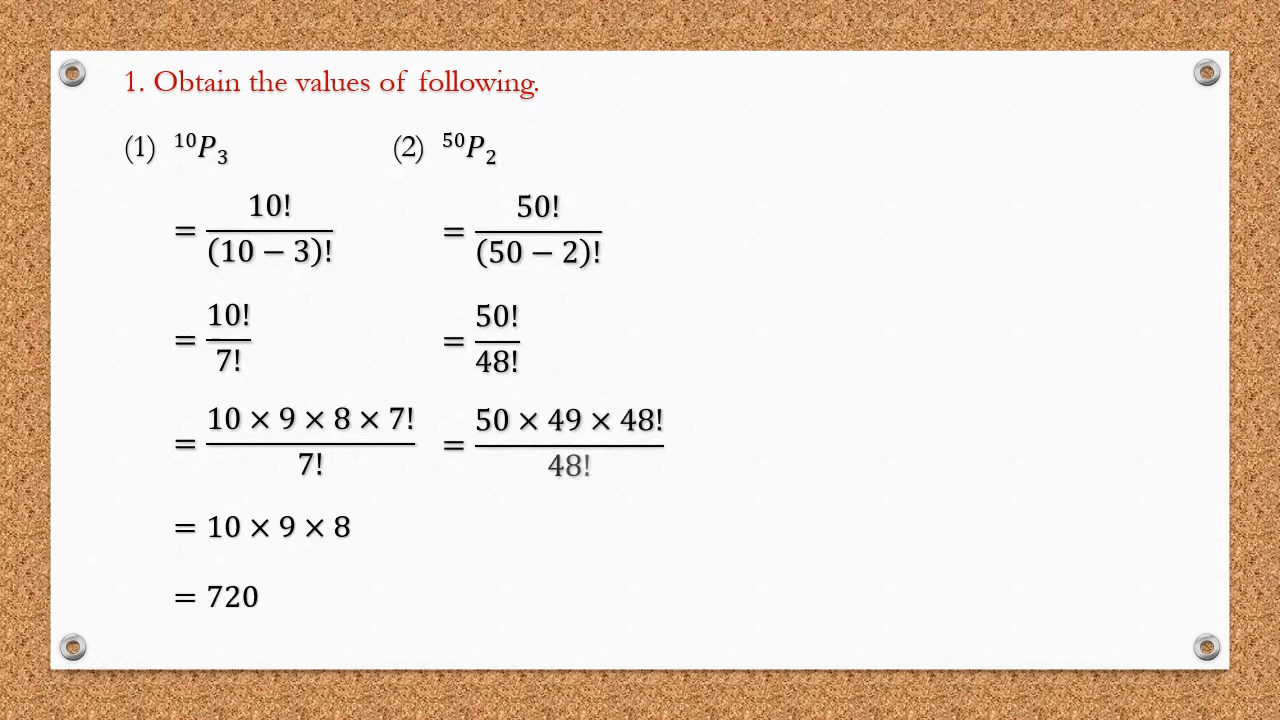 1. Obtain the values of following.
(1) ¹⁰P₃
= 10! / (10 − 3)!
= 10! / 7!
= 10 × 9 × 8 × 7! / 7!
= 10 × 9 × 8
= 720
(2) ⁵⁰P₂
= 50! / (50 − 2)!
= 50! / 48!
= 50 × 49 × 48! / 48!